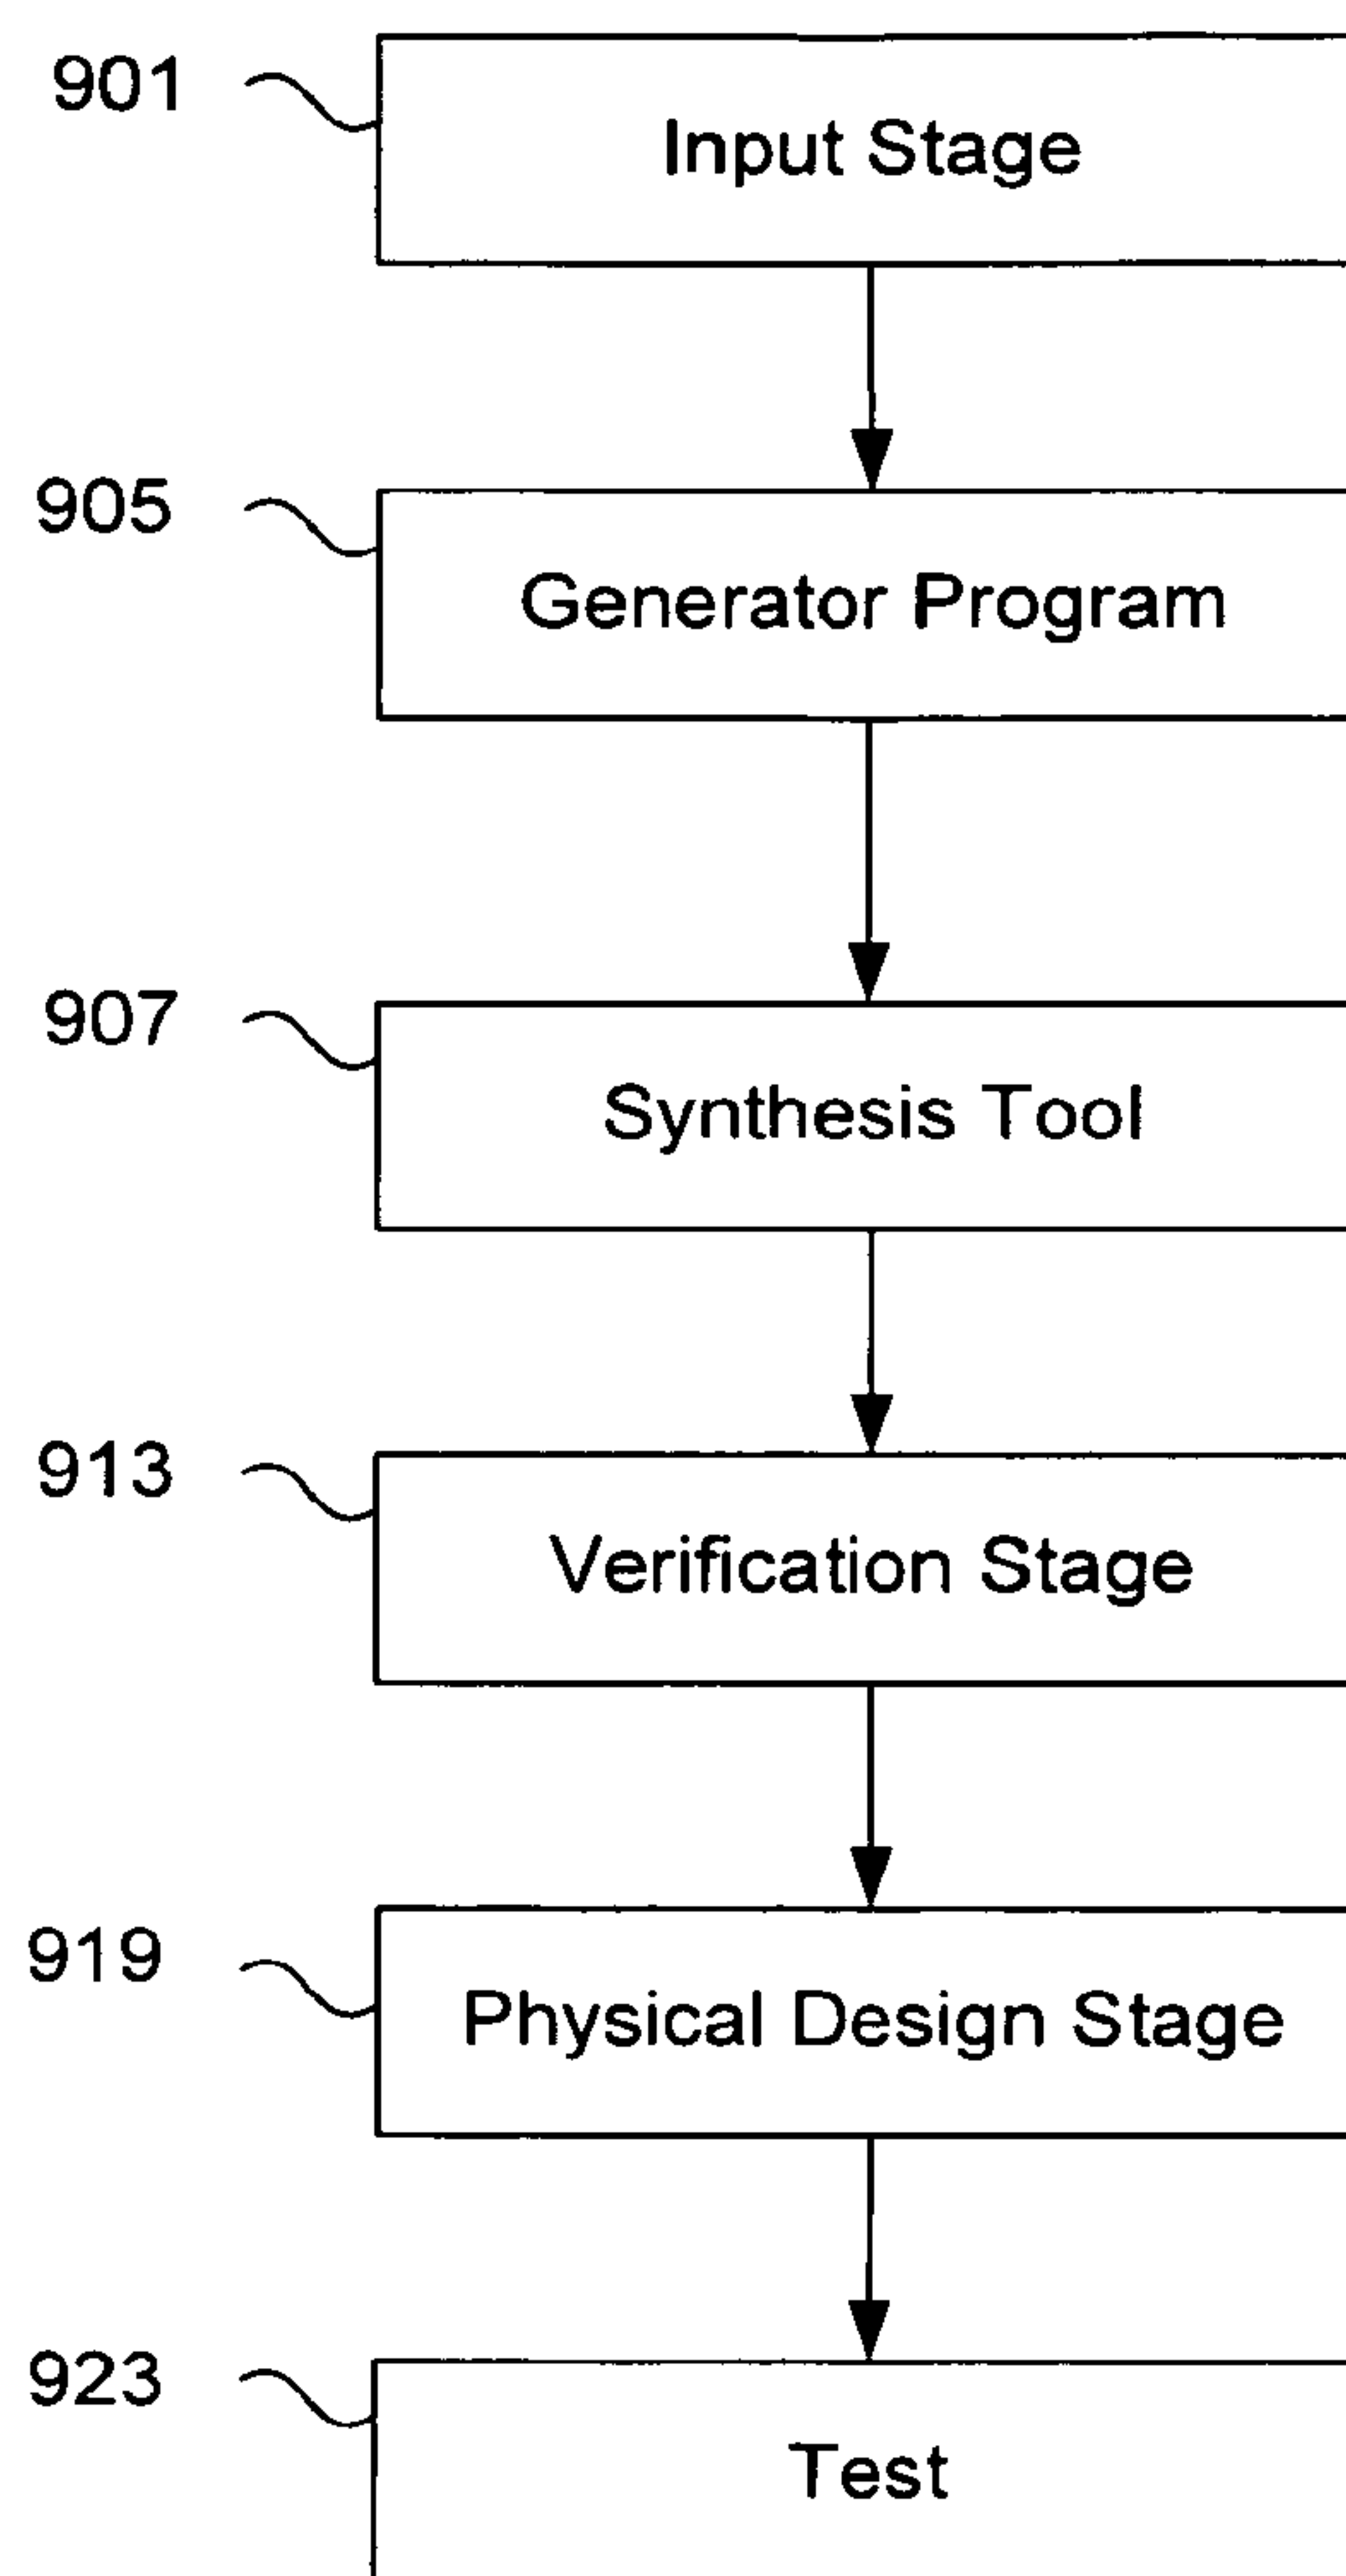 901
Input Stage
905
Generator Program
907
Synthesis Tool
913
Verification Stage
919
Physical Design Stage
923
Test